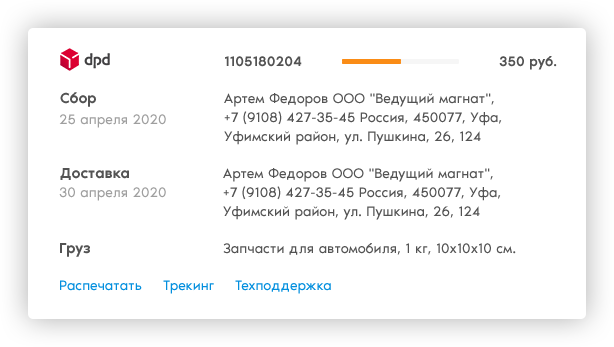 dpd 1105180204 350 руб.
Сбор Артем Федоров ООО "Ведущий магнат",
25 апреля 2020 +7 (9108) 427-35-45 Россия, 450077, Уфа,
Уфимский район, ул. Пушкина, 26, 124
Доставка Артем Федоров ООО "Ведущий магнат",
30 апреля 2020 +7 (9108) 427-35-45 Россия, 450077, Уфа,
Уфимский район, ул. Пушкина, 26, 124
Груз Запчасти для автомобиля, 1 кг, 10х10х10 см.
Распечатать Трекинг Техподдержка